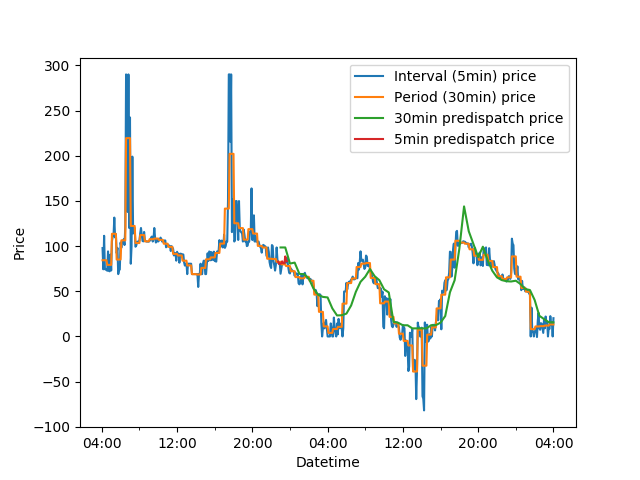 300
250
200
150
100
50
0
−50
−100
Price
Interval (5min) price
Period (30min) price
30min predispatch price
5min predispatch price
04:00 12:00 20:00 04:00 12:00 20:00 04:00
Datetime